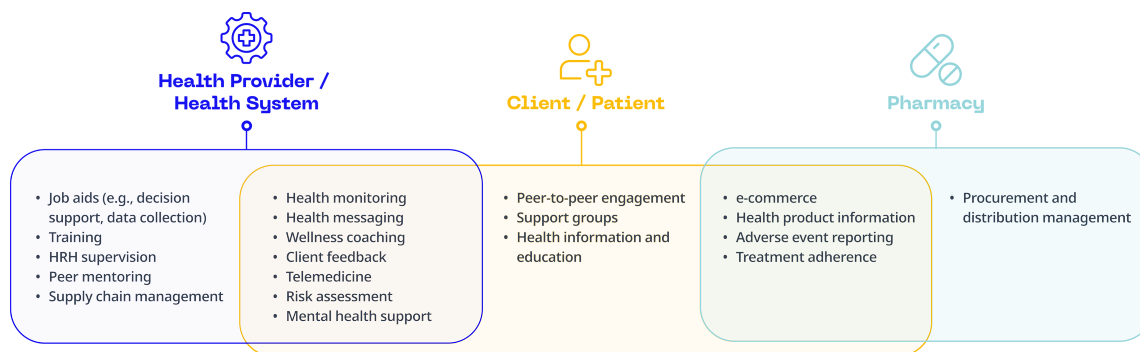 Health Provider /
Health System
Client / Patient
Pharmacy
• Job aids (e.g., decision
support, data collection)
• Training
• HRH supervision
• Peer mentoring
• Supply chain management
• Health monitoring
• Health messaging
• Wellness coaching
• Client feedback
• Telemedicine
• Risk assessment
• Mental health support
• Peer-to-peer engagement
• Support groups
• Health information and
education
• e-commerce
• Health product information
• Adverse event reporting
• Treatment adherence
• Procurement and
distribution management